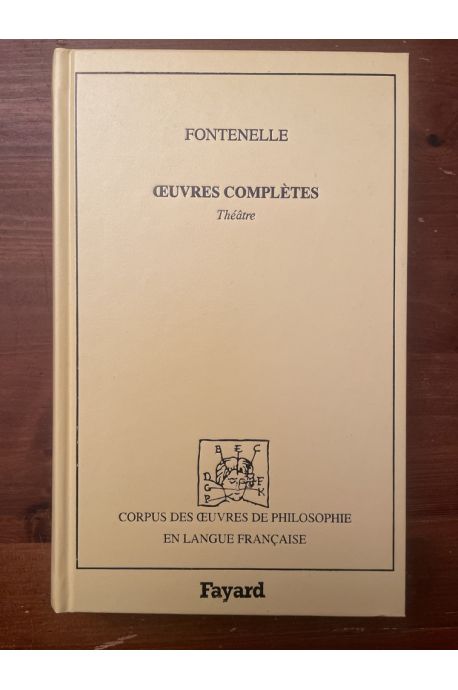 FONTENELLE
ŒUVRES COMPLÈTES
Théâtre
B E C
D
G F
P K
CORPUS DES ŒUVRES DE PHILOSOPHIE
EN LANGUE FRANÇAISE
Fayard